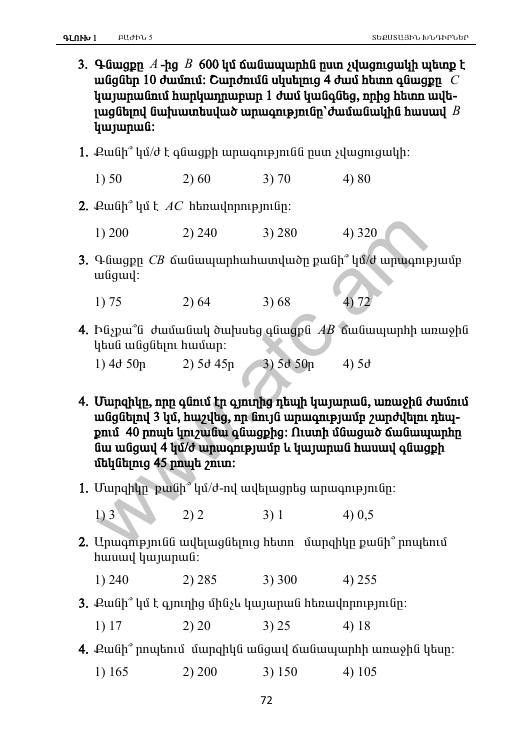 ԳԼՈՒԽ 1 ԲԱԺԻՆ 5 ՏԵՔՍՏԱՅԻՆ ԽՆԴԻՐՆԵՐ
3. Գնացքը A -ից B 600 կմ ճանապարհն ըստ չվացուցակի պետք է
անցներ 10 ժամում: Շարժումն սկսելուց 4 ժամ հետո գնացքը C
կայարանում հարկադրաբար 1 ժամ կանգնեց, որից հետո ավե-
լացնելով նախատեսված արագությունը՝ժամանակին հասավ B
կայարան:
1. Քանի՞ կմ/ժ է գնացքի արագությունն ըստ չվացուցակի:
1) 50 2) 60 3) 70 4) 80
2. Քանի՞ կմ է AC հեռավորությունը:
1) 200 2) 240 3) 280 4) 320
3. Գնացքը CB ճանապարհահատվածը քանի՞ կմ/ժ արագությամբ
անցավ:
1) 75 2) 64 3) 68 4) 72
4. Ինչքա՞ն ժամանակ ծախսեց գնացքն AB ճանապարհի առաջին
կեսն անցնելու համար:
1) 4ժ 50ր 2) 5ժ 45ր 3) 5ժ 50ր 4) 5ժ
4. Մարզիկը, որը գնում էր գյուղից դեպի կայարան, առաջին ժամում
անցնելով 3 կմ, հաշվեց, որ նույն արագությամբ շարժվելու դեպ-
քում 40 րոպե կուշանա գնացքից: Ուստի մնացած ճանապարհը
նա անցավ 4 կմ/ժ արագությամբ և կայարան հասավ գնացքի
մեկնելուց 45 րոպե շուտ:
1. Մարզիկը քանի՞ կմ/ժ-ով ավելացրեց արագությունը:
1) 3 2) 2 3) 1 4) 0,5
2. Արագությունն ավելացնելուց հետո մարզիկը քանի՞ րոպեում
հասավ կայարան:
1) 240 2) 285 3) 300 4) 255
3. Քանի՞ կմ է գյուղից մինչև կայարան հեռավորությունը:
1) 17 2) 20 3) 25 4) 18
4. Քանի՞ րոպեում մարզիկն անցավ ճանապարհի առաջին կեսը:
1) 165 2) 200 3) 150 4) 105
72
www.atc.am